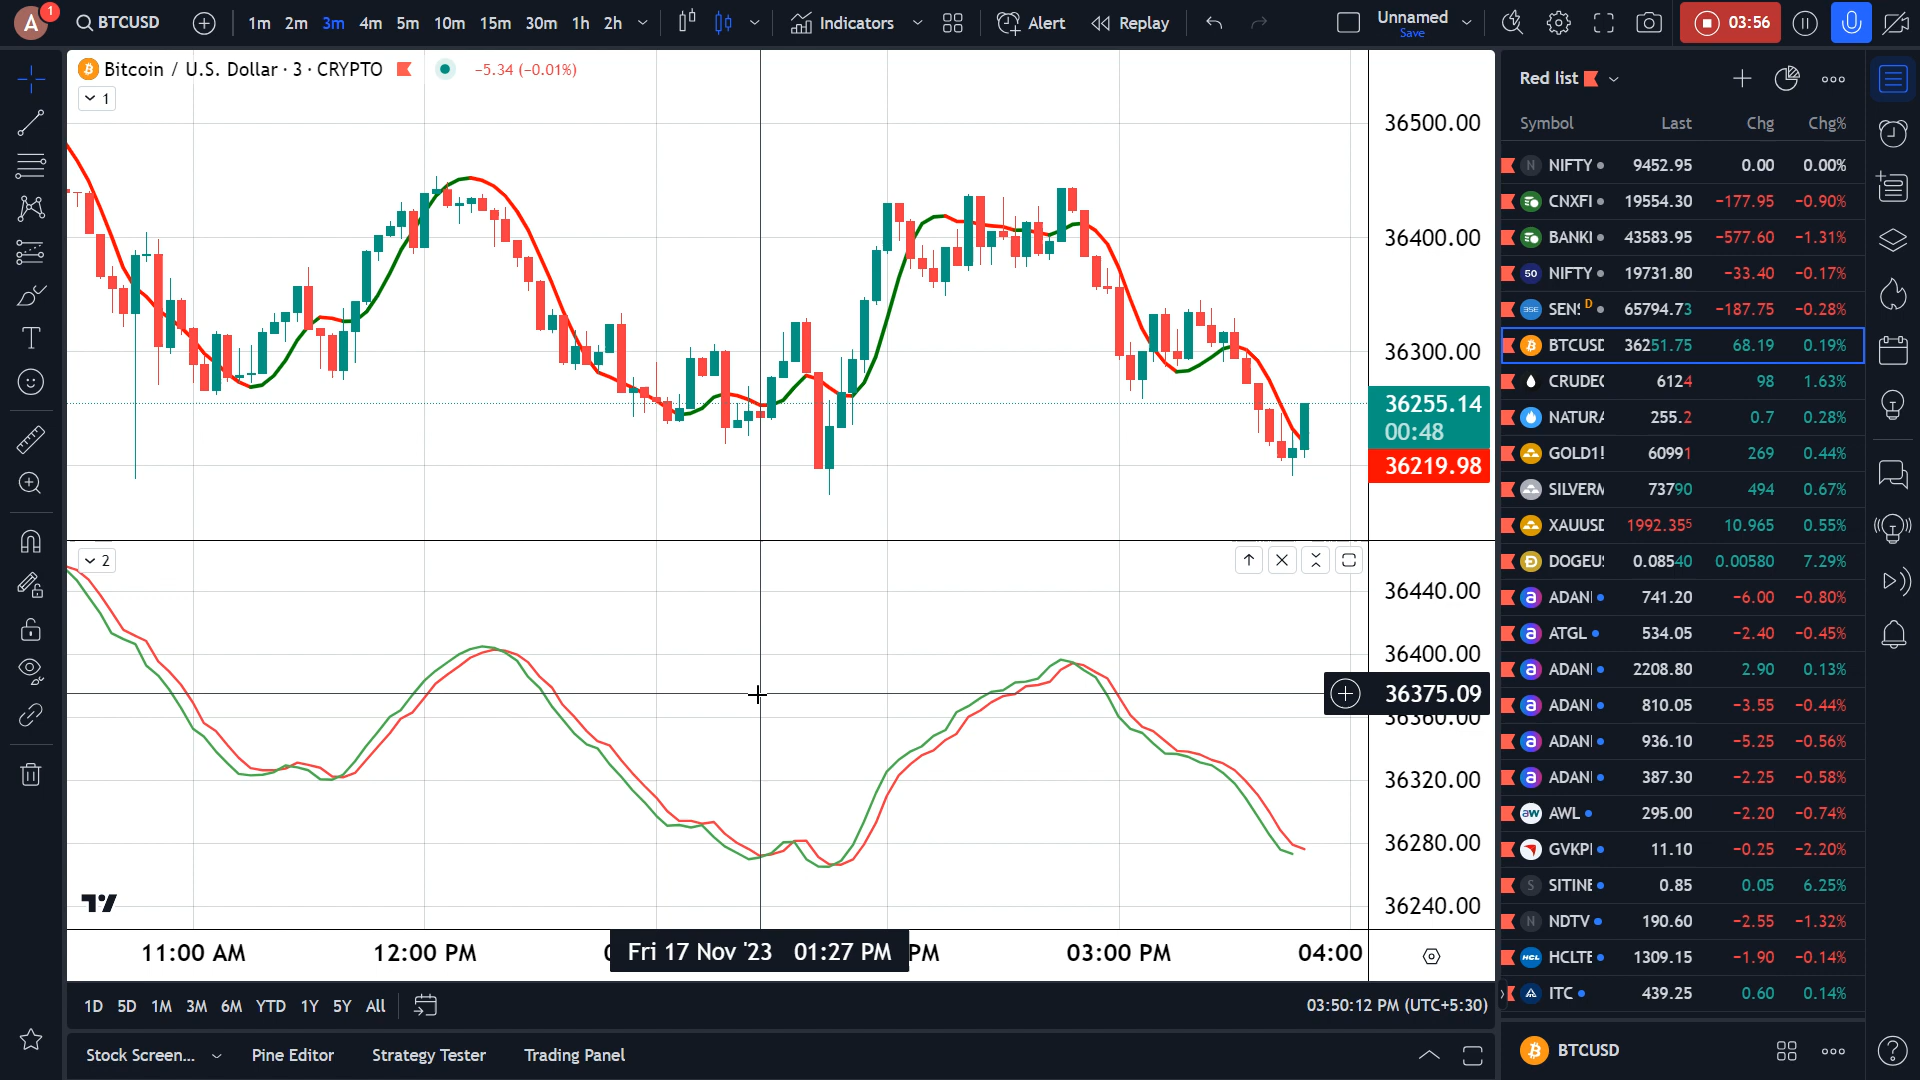 A 1 BTCUSD 1m 2m 3m 4m 5m 10m 15m 30m 1h 2h Indicators Alert Replay Unnamed Save 03:56
Bitcoin / U.S. Dollar · 3 · CRYPTO −5.34 (−0.01%)
1
36500.00
36400.00
36300.00
36255.14
00:48
36219.98
2
36440.00
36400.00
36375.09
36360.00
36320.00
36280.00
36240.00
11:00 AM 12:00 PM Fri 17 Nov '23 01:27 PM PM 03:00 PM 04:00
1D 5D 1M 3M 6M YTD 1Y 5Y All 03:50:12 PM (UTC+5:30)
Stock Screen... Pine Editor Strategy Tester Trading Panel
Red list
Symbol Last Chg Chg%
N NIFTY 9452.95 0.00 0.00%
CNXFI 19554.30 −177.95 −0.90%
BANKI 43583.95 −577.60 −1.31%
50 NIFTY 19731.80 −33.40 −0.17%
BSE SENS D 65794.73 −187.75 −0.28%
BTCUSD 36251.75 68.19 0.19%
CRUDEO 6124 98 1.63%
NATURA 255.2 0.7 0.28%
GOLD1! 60991 269 0.44%
SILVERM 73790 494 0.67%
XAUUSD 1992.355 10.965 0.55%
DOGEUS 0.08540 0.00580 7.29%
a ADANI 741.20 −6.00 −0.80%
a ATGL 534.05 −2.40 −0.45%
a ADANI 2208.80 2.90 0.13%
a ADANI 810.05 −3.55 −0.44%
a ADANI 936.10 −5.25 −0.56%
a ADANI 387.30 −2.25 −0.58%
aw AWL 295.00 −2.20 −0.74%
GVKPI 11.10 −0.25 −2.20%
S SITINE 0.85 0.05 6.25%
N NDTV 190.60 −2.55 −1.32%
HCL HCLTE 1309.15 −1.90 −0.14%
ITC 439.25 0.60 0.14%
BTCUSD